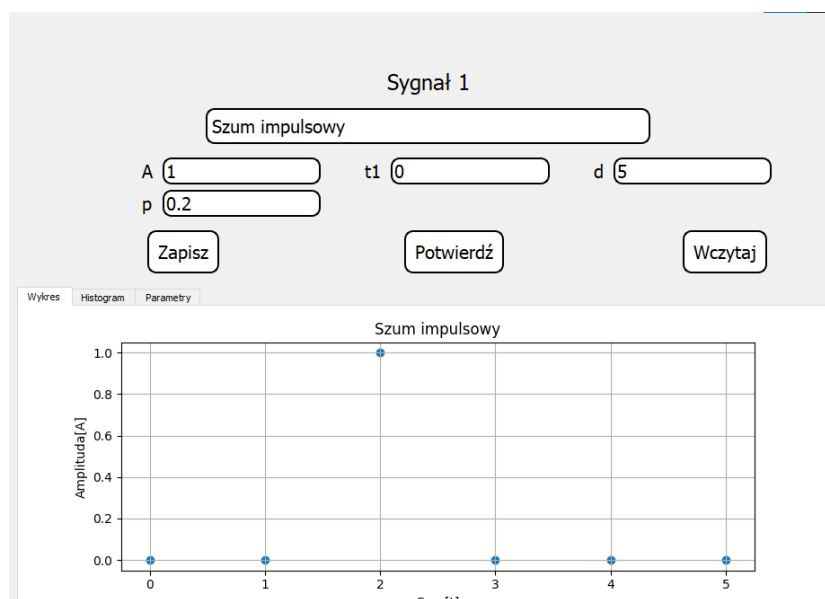 Sygnał 1
Szum impulsowy
A 1 t1 0 d 5
p 0.2
Zapisz Potwierdź Wczytaj
Wykres Histogram Parametry
Szum impulsowy
1.0
0.8
0.6
0.4
0.2
0.0
Amplituda[A]
0 1 2 3 4 5